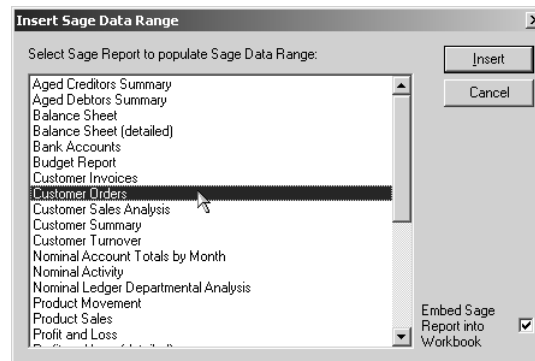 Insert Sage Data Range
Select Sage Report to populate Sage Data Range:
Aged Creditors Summary
Aged Debtors Summary
Balance Sheet
Balance Sheet (detailed)
Bank Accounts
Budget Report
Customer Invoices
Customer Orders
Customer Sales Analysis
Customer Summary
Customer Turnover
Nominal Account Totals by Month
Nominal Activity
Nominal Ledger Departmental Analysis
Product Movement
Product Sales
Profit and Loss
Insert
Cancel
Embed Sage
Report into
Workbook